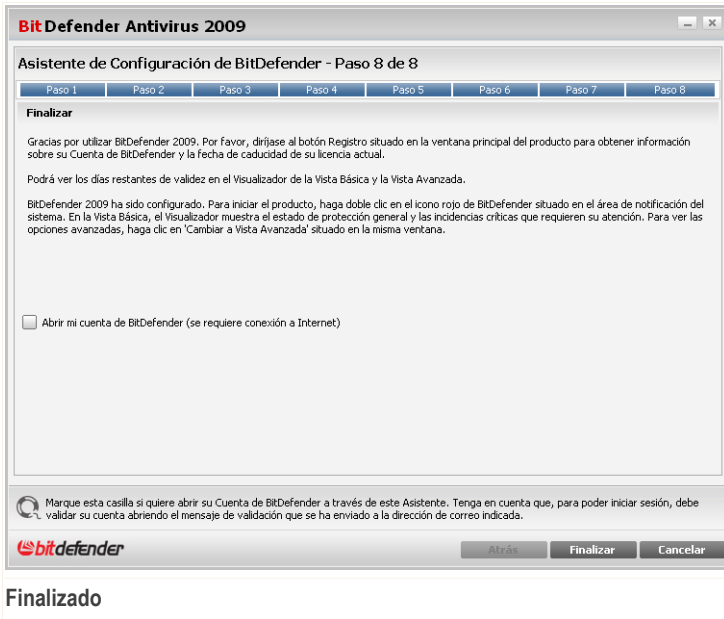 BitDefender Antivirus 2009
Asistente de Configuración de BitDefender - Paso 8 de 8
Paso 1 Paso 2 Paso 3 Paso 4 Paso 5 Paso 6 Paso 7 Paso 8
Finalizar
Gracias por utilizar BitDefender 2009. Por favor, diríjase al botón Registro situado en la ventana principal del producto para obtener información
sobre su Cuenta de BitDefender y la fecha de caducidad de su licencia actual.
Podrá ver los días restantes de validez en el Visualizador de la Vista Básica y la Vista Avanzada.
BitDefender 2009 ha sido configurado. Para iniciar el producto, haga doble clic en el icono rojo de BitDefender situado en el área de notificación del
sistema. En la Vista Básica, el Visualizador muestra el estado de protección general y las incidencias críticas que requieren su atención. Para ver las
opciones avanzadas, haga clic en 'Cambiar a Vista Avanzada' situado en la misma ventana.
Abrir mi cuenta de BitDefender (se requiere conexión a Internet)
Marque esta casilla si quiere abrir su Cuenta de BitDefender a través de este Asistente. Tenga en cuenta que, para poder iniciar sesión, debe
validar su cuenta abriendo el mensaje de validación que se ha enviado a la dirección de correo indicada.
bitdefender
Atrás Finalizar Cancelar
Finalizado